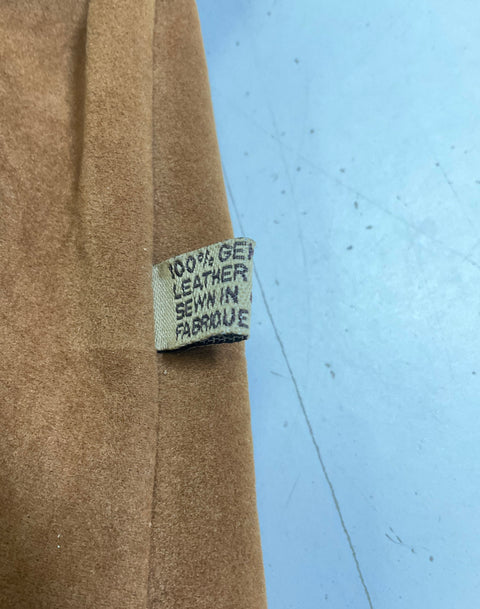 100% GE
LEATHER
SEWN IN
FABRIQUE